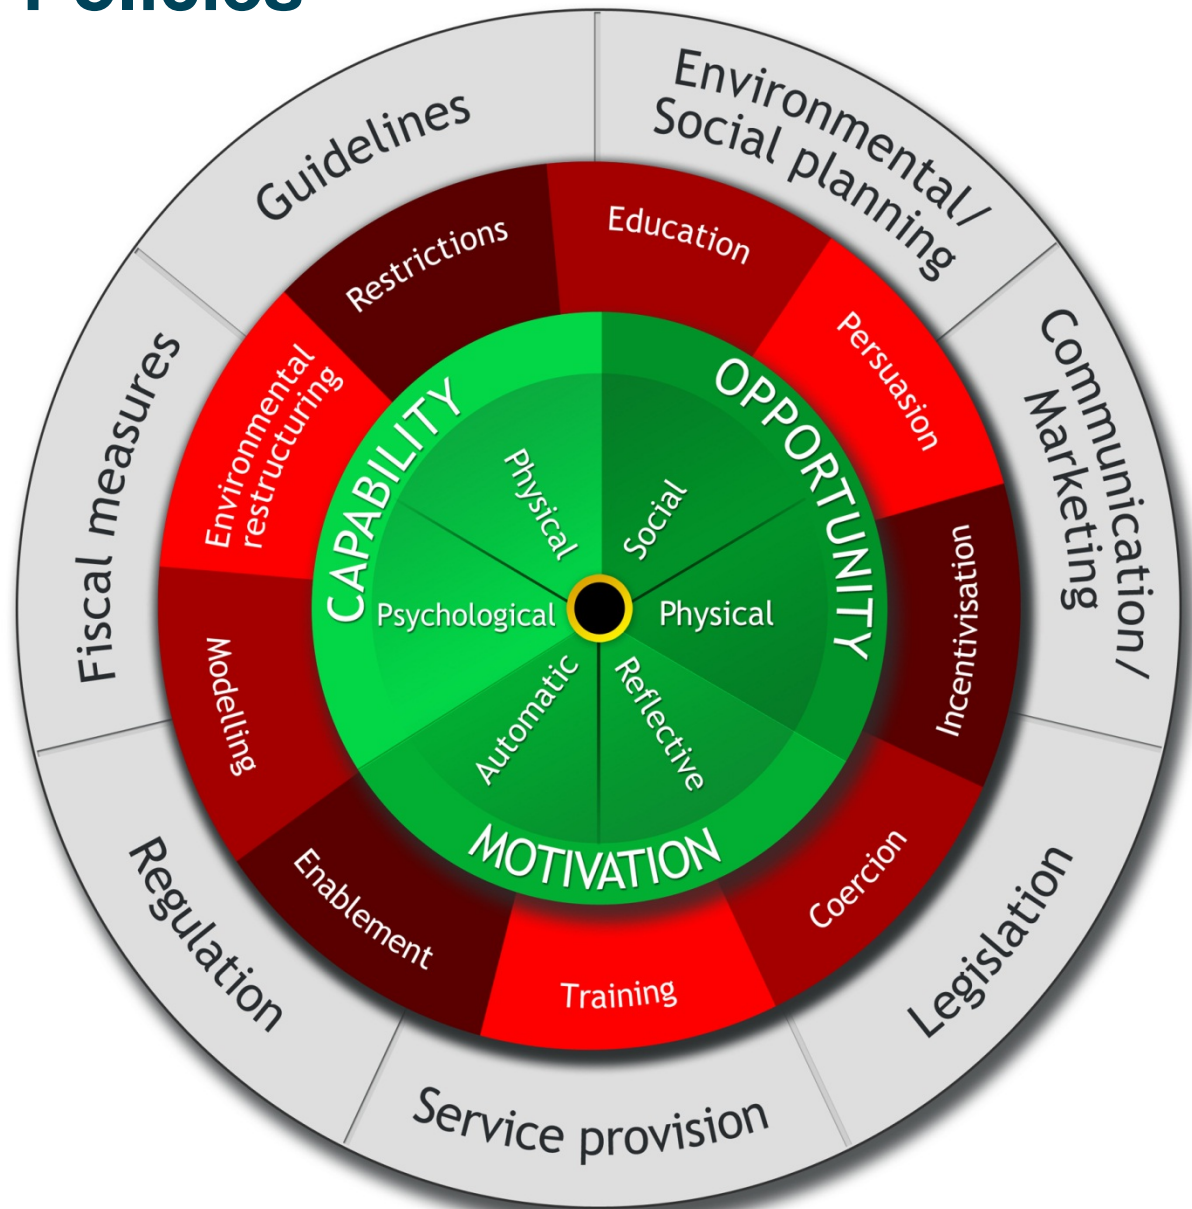 Policies
Guidelines
Environmental/
Social planning
Communication/
Marketing
Legislation
Service provision
Regulation
Fiscal measures
Restrictions
Education
Persuasion
Incentivisation
Coercion
Training
Enablement
Modelling
Environmental
restructuring
CAPABILITY
OPPORTUNITY
MOTIVATION
Physical
Social
Physical
Reflective
Automatic
Psychological